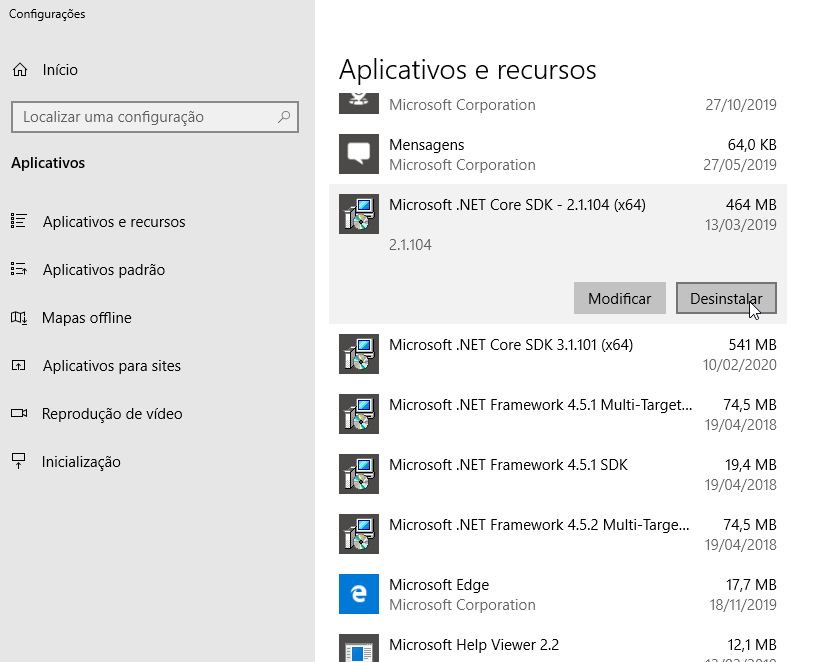 Configurações
Início
Localizar uma configuração
Aplicativos
Aplicativos e recursos
Aplicativos padrão
Mapas offline
Aplicativos para sites
Reprodução de vídeo
Inicialização
Aplicativos e recursos
Microsoft Corporation 27/10/2019
Mensagens 64,0 KB
Microsoft Corporation 27/05/2019
Microsoft .NET Core SDK - 2.1.104 (x64) 464 MB
13/03/2019
2.1.104
Modificar Desinstalar
Microsoft .NET Core SDK 3.1.101 (x64) 541 MB
10/02/2020
Microsoft .NET Framework 4.5.1 Multi-Target... 74,5 MB
19/04/2018
Microsoft .NET Framework 4.5.1 SDK 19,4 MB
19/04/2018
Microsoft .NET Framework 4.5.2 Multi-Targe... 74,5 MB
19/04/2018
Microsoft Edge 17,7 MB
Microsoft Corporation 18/11/2019
Microsoft Help Viewer 2.2 12,1 MB